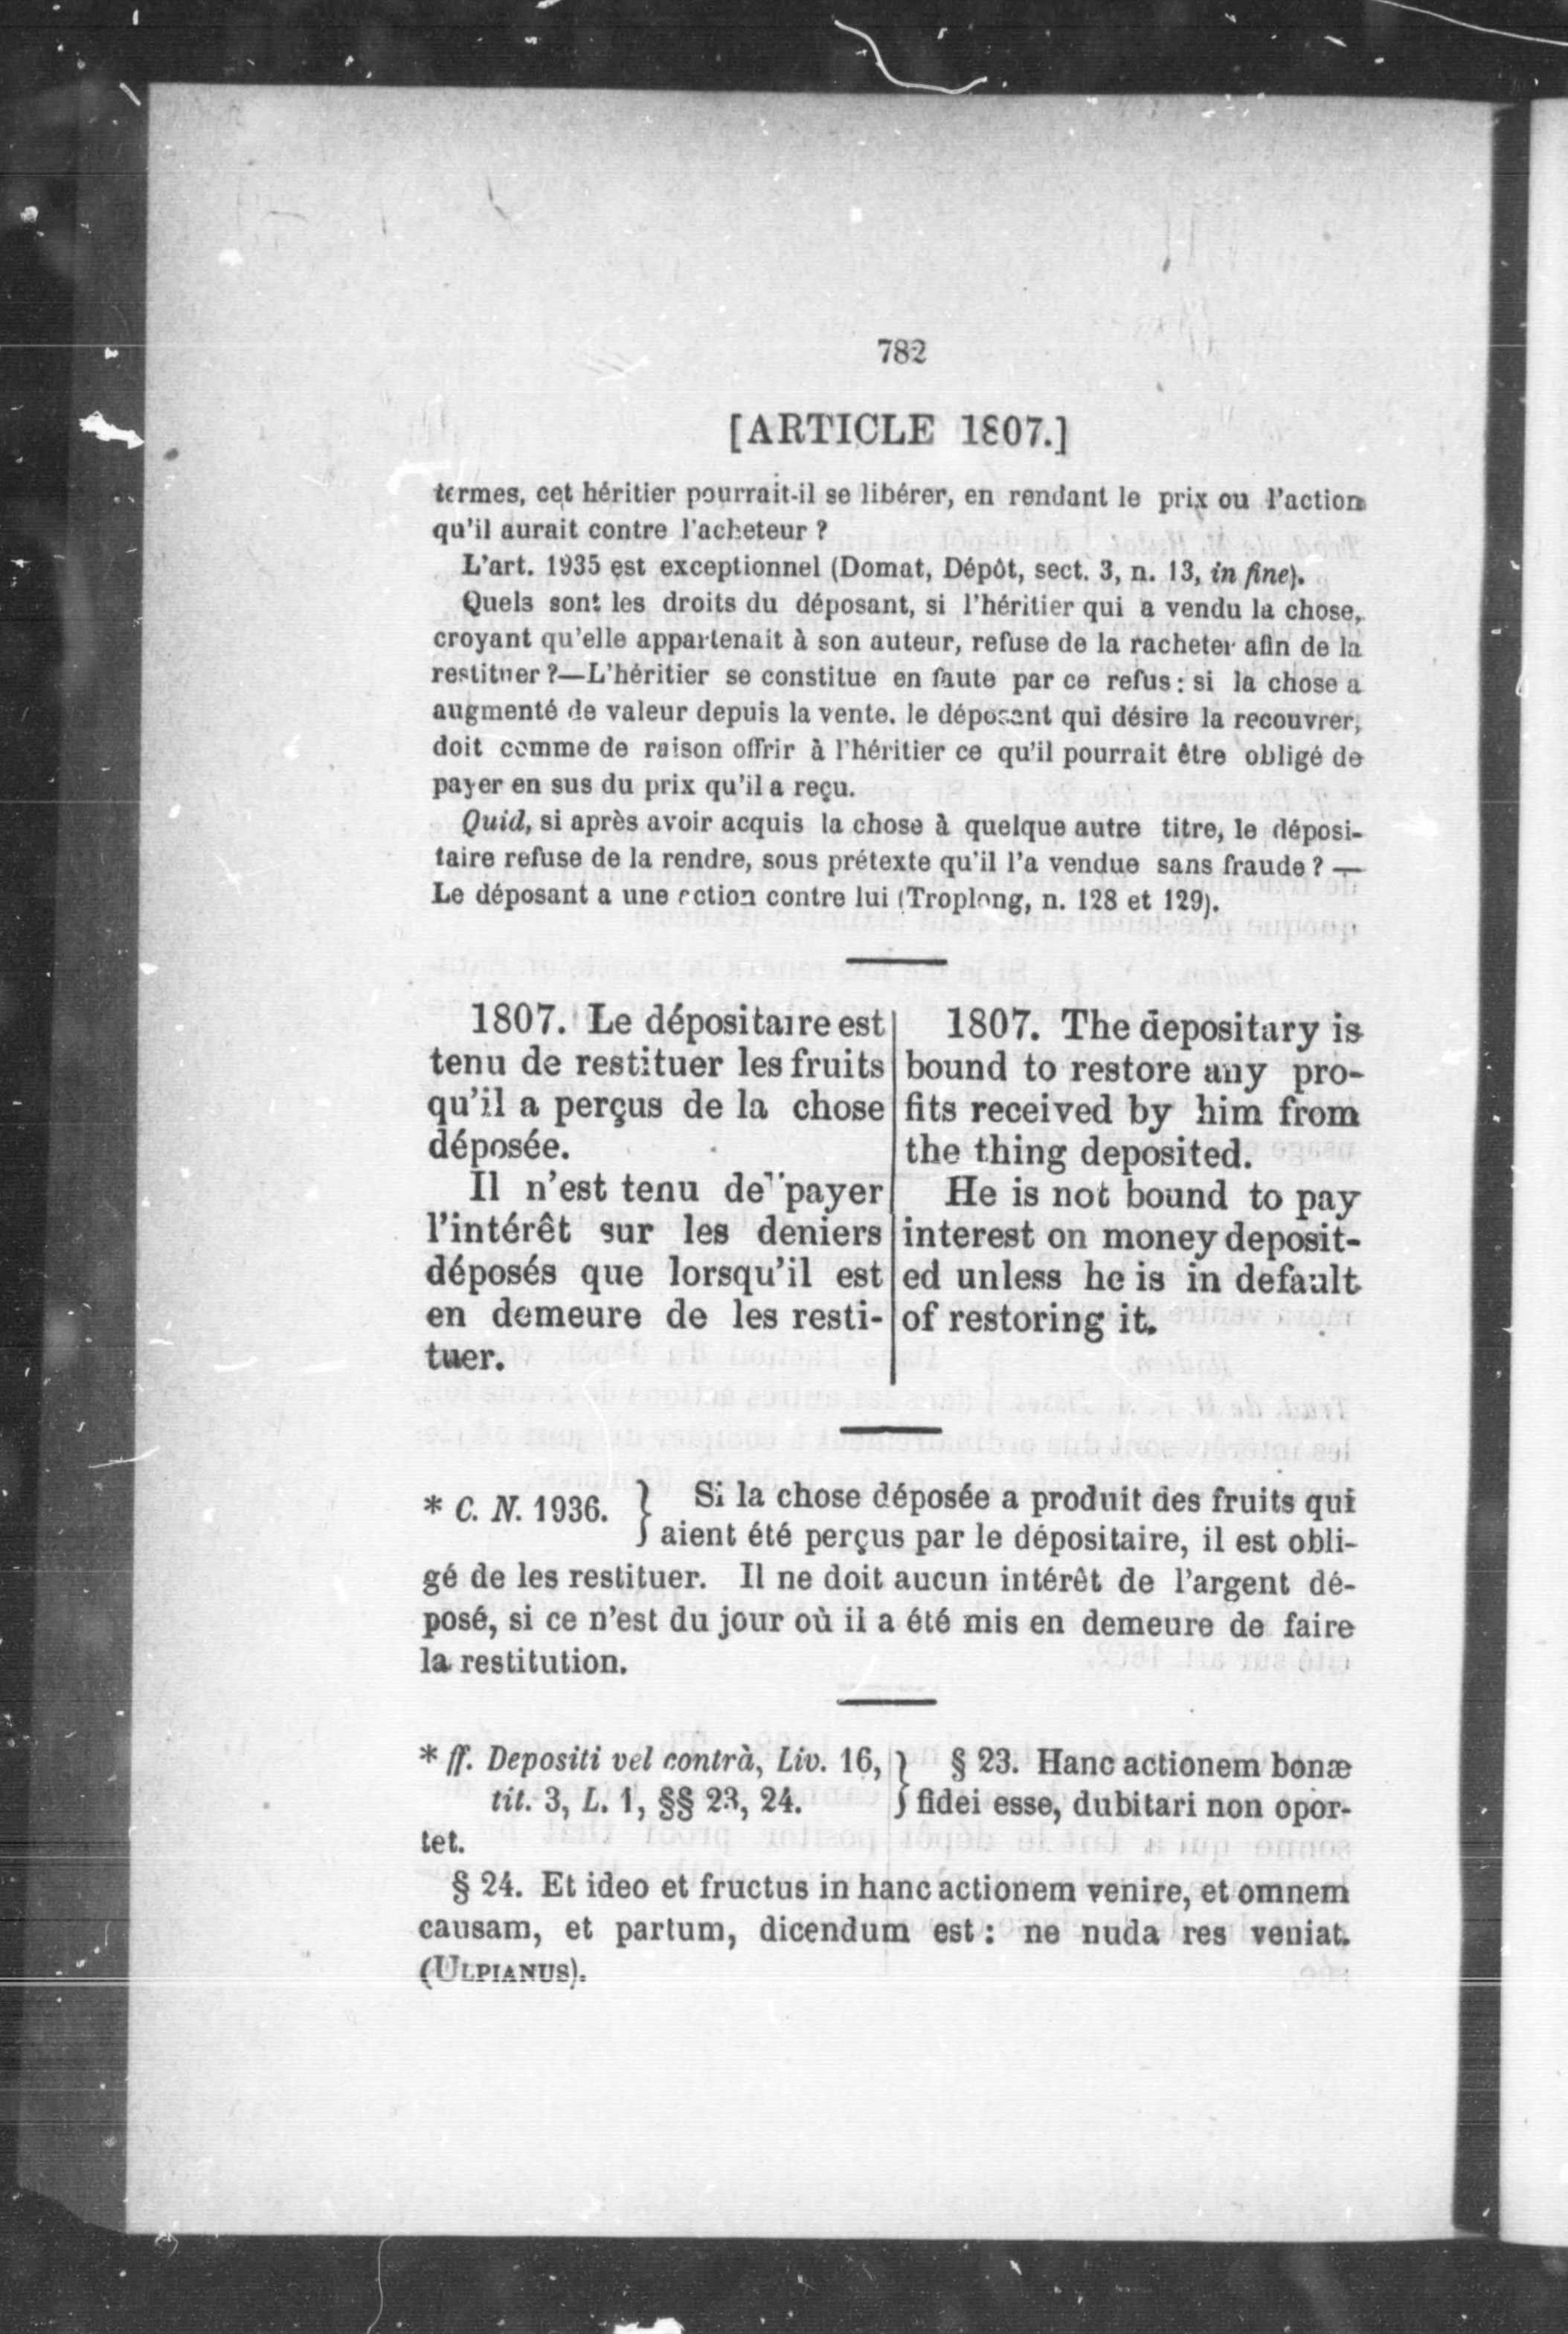 782
[ARTICLE 1807.]
termes, cet héritier pourrait-il se libérer, en rendant le prix ou l'action
qu'il aurait contre l'acheteur ?
L'art. 1935 est exceptionnel (Domat, Dépôt, sect. 3, n. 13, in fine).
Quels sont les droits du déposant, si l'héritier qui a vendu la chose,
croyant qu'elle appartenait à son auteur, refuse de la racheter afin de la
restituer ?—L'héritier se constitue en faute par ce refus : si la chose a
augmenté de valeur depuis la vente. le déposant qui désire la recouvrer,
doit comme de raison offrir à l'héritier ce qu'il pourrait être obligé de
payer en sus du prix qu'il a reçu.
Quid, si après avoir acquis la chose à quelque autre titre, le déposi-
taire refuse de la rendre, sous prétexte qu'il l'a vendue sans fraude ? —
Le déposant a une action contre lui (Troplong, n. 128 et 129).
1807. Le dépositaire est
tenu de restituer les fruits
qu'il a perçus de la chose
déposée.
Il n'est tenu de payer
l'intérêt sur les deniers
déposés que lorsqu'il est
en demeure de les resti-
tuer.
1807. The depositary is
bound to restore any pro-
fits received by him from
the thing deposited.
He is not bound to pay
interest on money deposit-
ed unless he is in default
of restoring it.
* C. N. 1936. } Si la chose déposée a produit des fruits qui
aient été perçus par le dépositaire, il est obli-
gé de les restituer. Il ne doit aucun intérêt de l'argent dé-
posé, si ce n'est du jour où il a été mis en demeure de faire
la restitution.
* ff. Depositi vel contrà, Liv. 16, } § 23. Hanc actionem bonæ
tit. 3, L. 1, §§ 23, 24. fidei esse, dubitari non opor-
tet.
§ 24. Et ideo et fructus in hanc actionem venire, et omnem
causam, et partum, dicendum est : ne nuda res veniat.
(ULPIANUS).